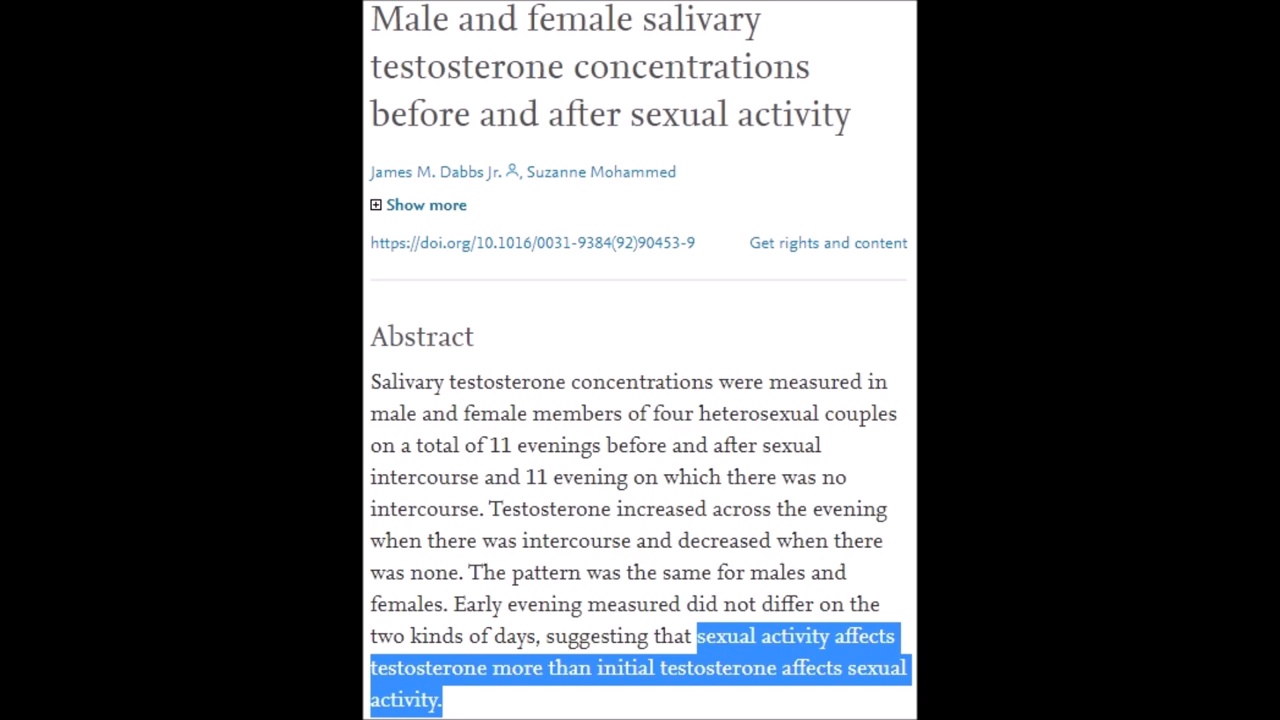 Male and female salivary
testosterone concentrations
before and after sexual activity
James M. Dabbs Jr. , Suzanne Mohammed
Show more
https://doi.org/10.1016/0031-9384(92)90453-9 Get rights and content
Abstract
Salivary testosterone concentrations were measured in
male and female members of four heterosexual couples
on a total of 11 evenings before and after sexual
intercourse and 11 evening on which there was no
intercourse. Testosterone increased across the evening
when there was intercourse and decreased when there
was none. The pattern was the same for males and
females. Early evening measured did not differ on the
two kinds of days, suggesting that sexual activity affects
testosterone more than initial testosterone affects sexual
activity.